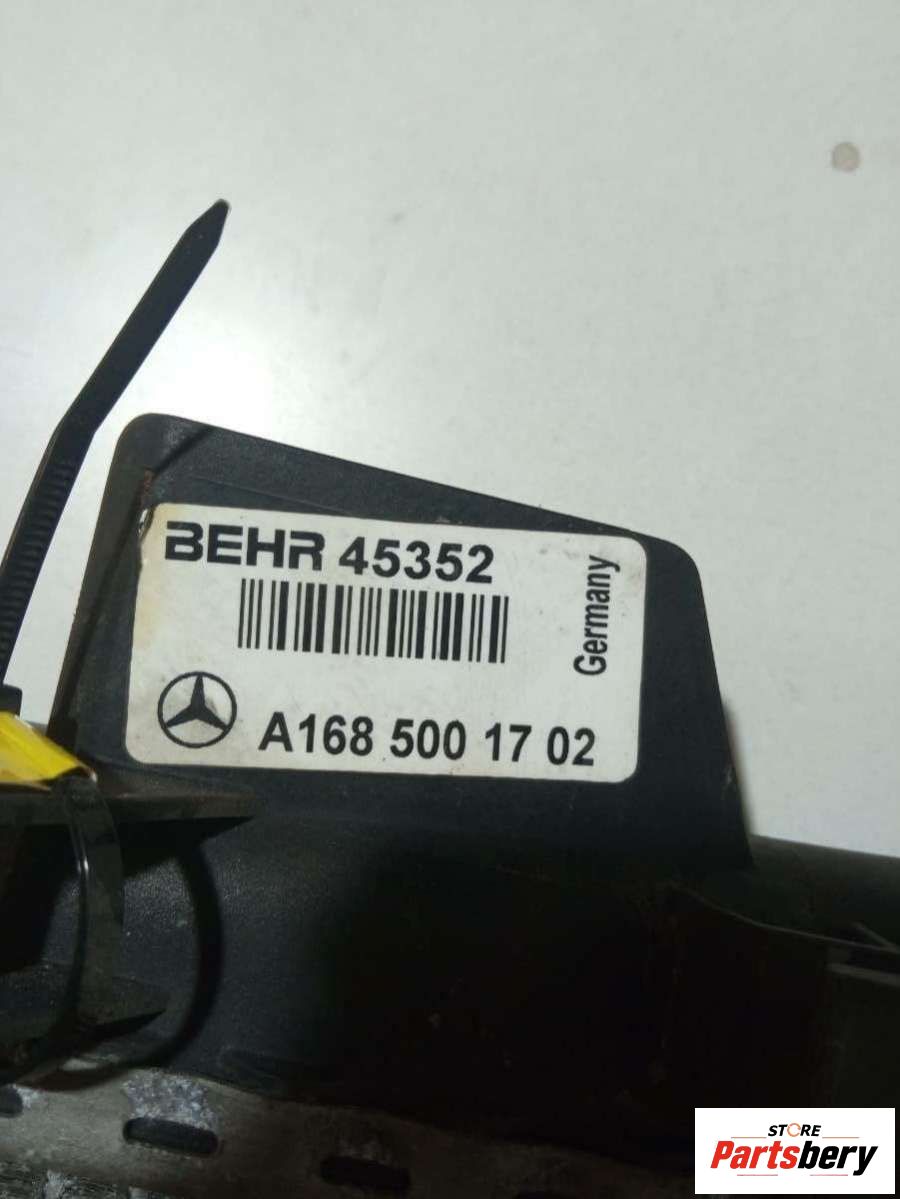 BEHR 45352
Germany
A168 500 17 02
STORE
Partsbery